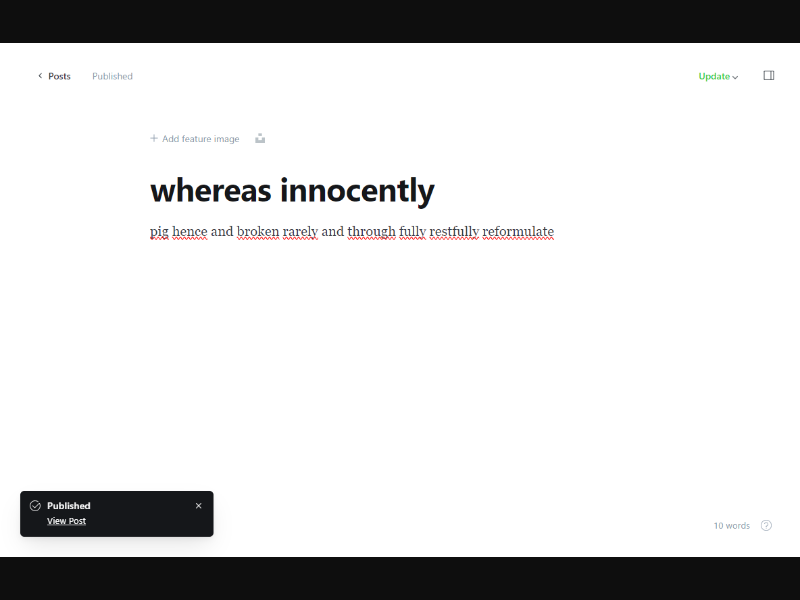 Posts Published Update
Add feature image
whereas innocently
pig hence and broken rarely and through fully restfully reformulate
Published
View Post
10 words ?